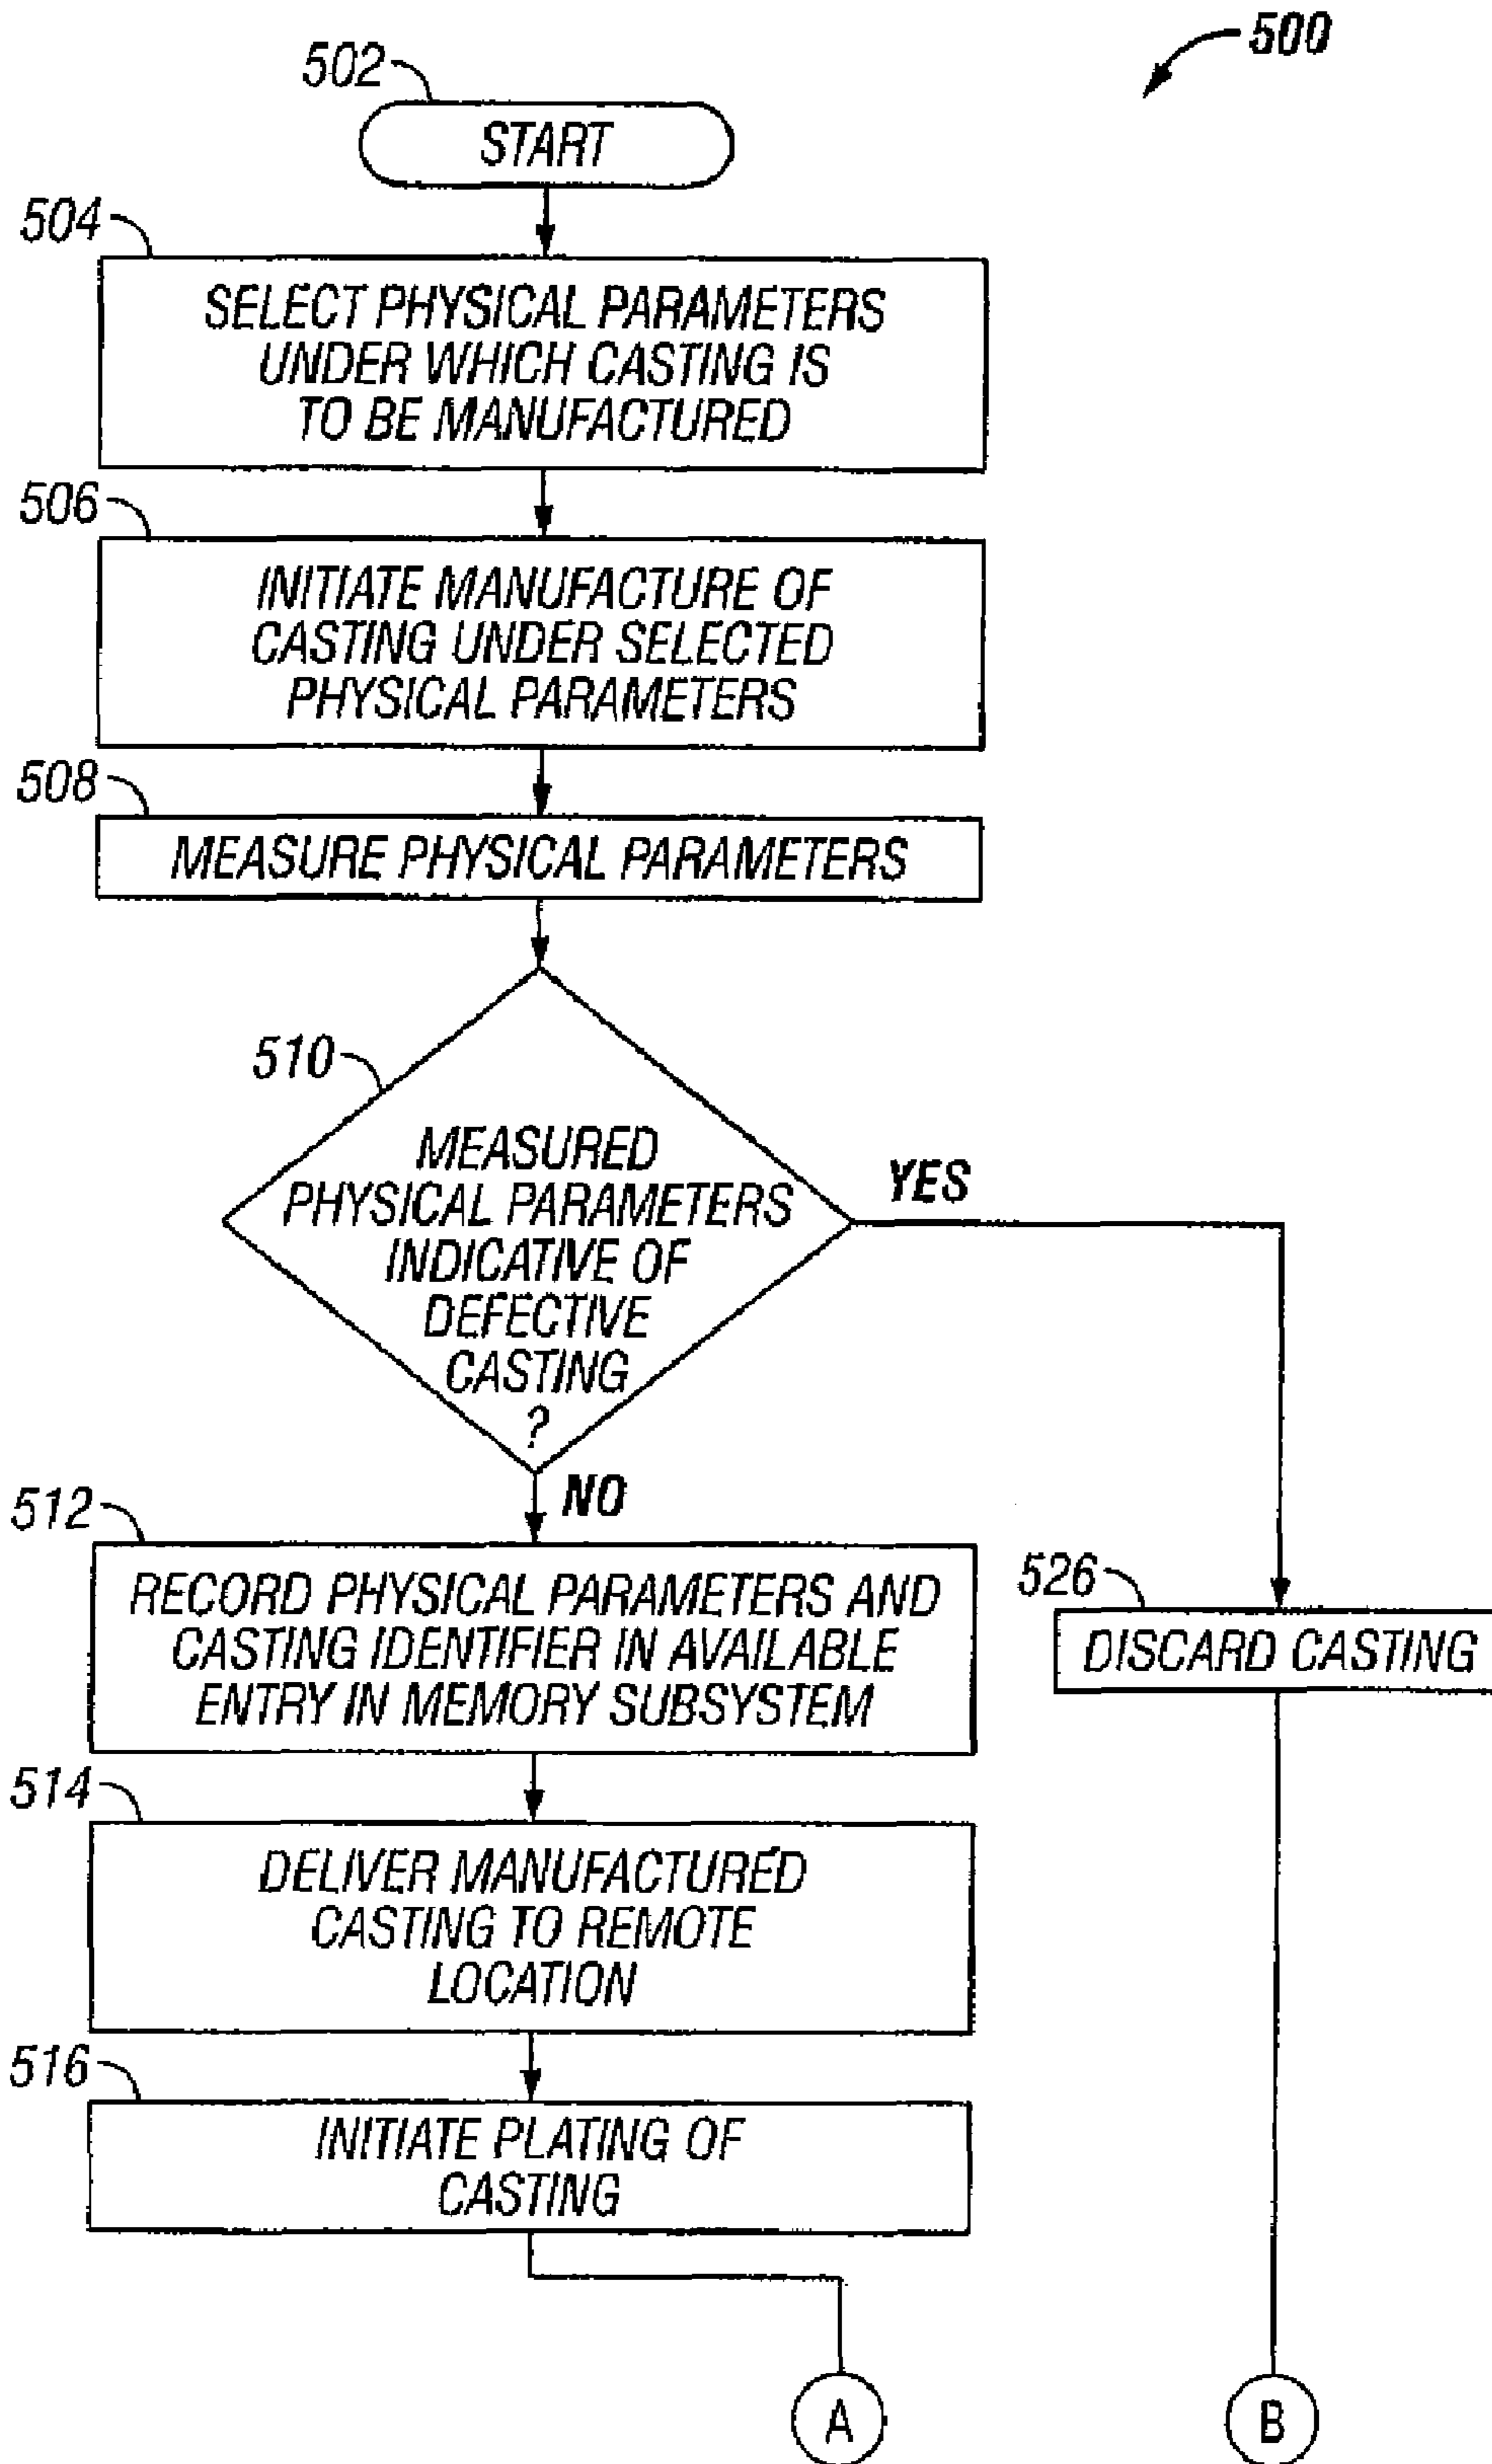 500
502
START
504
SELECT PHYSICAL PARAMETERS
UNDER WHICH CASTING IS
TO BE MANUFACTURED
506
INITIATE MANUFACTURE OF
CASTING UNDER SELECTED
PHYSICAL PARAMETERS
508
MEASURE PHYSICAL PARAMETERS
510
MEASURED
PHYSICAL PARAMETERS
INDICATIVE OF
DEFECTIVE
CASTING
?
YES
NO
512
RECORD PHYSICAL PARAMETERS AND
CASTING IDENTIFIER IN AVAILABLE
ENTRY IN MEMORY SUBSYSTEM
526
DISCARD CASTING
514
DELIVER MANUFACTURED
CASTING TO REMOTE
LOCATION
516
INITIATE PLATING OF
CASTING
A
B